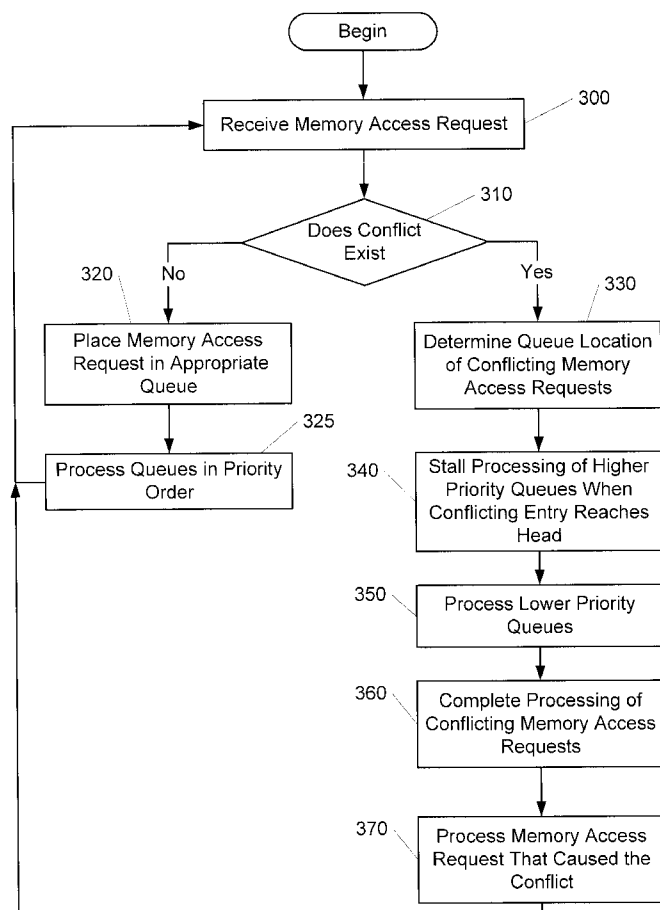 Begin
300
Receive Memory Access Request
310
Does Conflict
Exist
No
Yes
320
Place Memory Access
Request in Appropriate
Queue
325
Process Queues in Priority
Order
330
Determine Queue Location
of Conflicting Memory
Access Requests
340
Stall Processing of Higher
Priority Queues When
Conflicting Entry Reaches
Head
350
Process Lower Priority
Queues
360
Complete Processing of
Conflicting Memory Access
Requests
370
Process Memory Access
Request That Caused the
Conflict